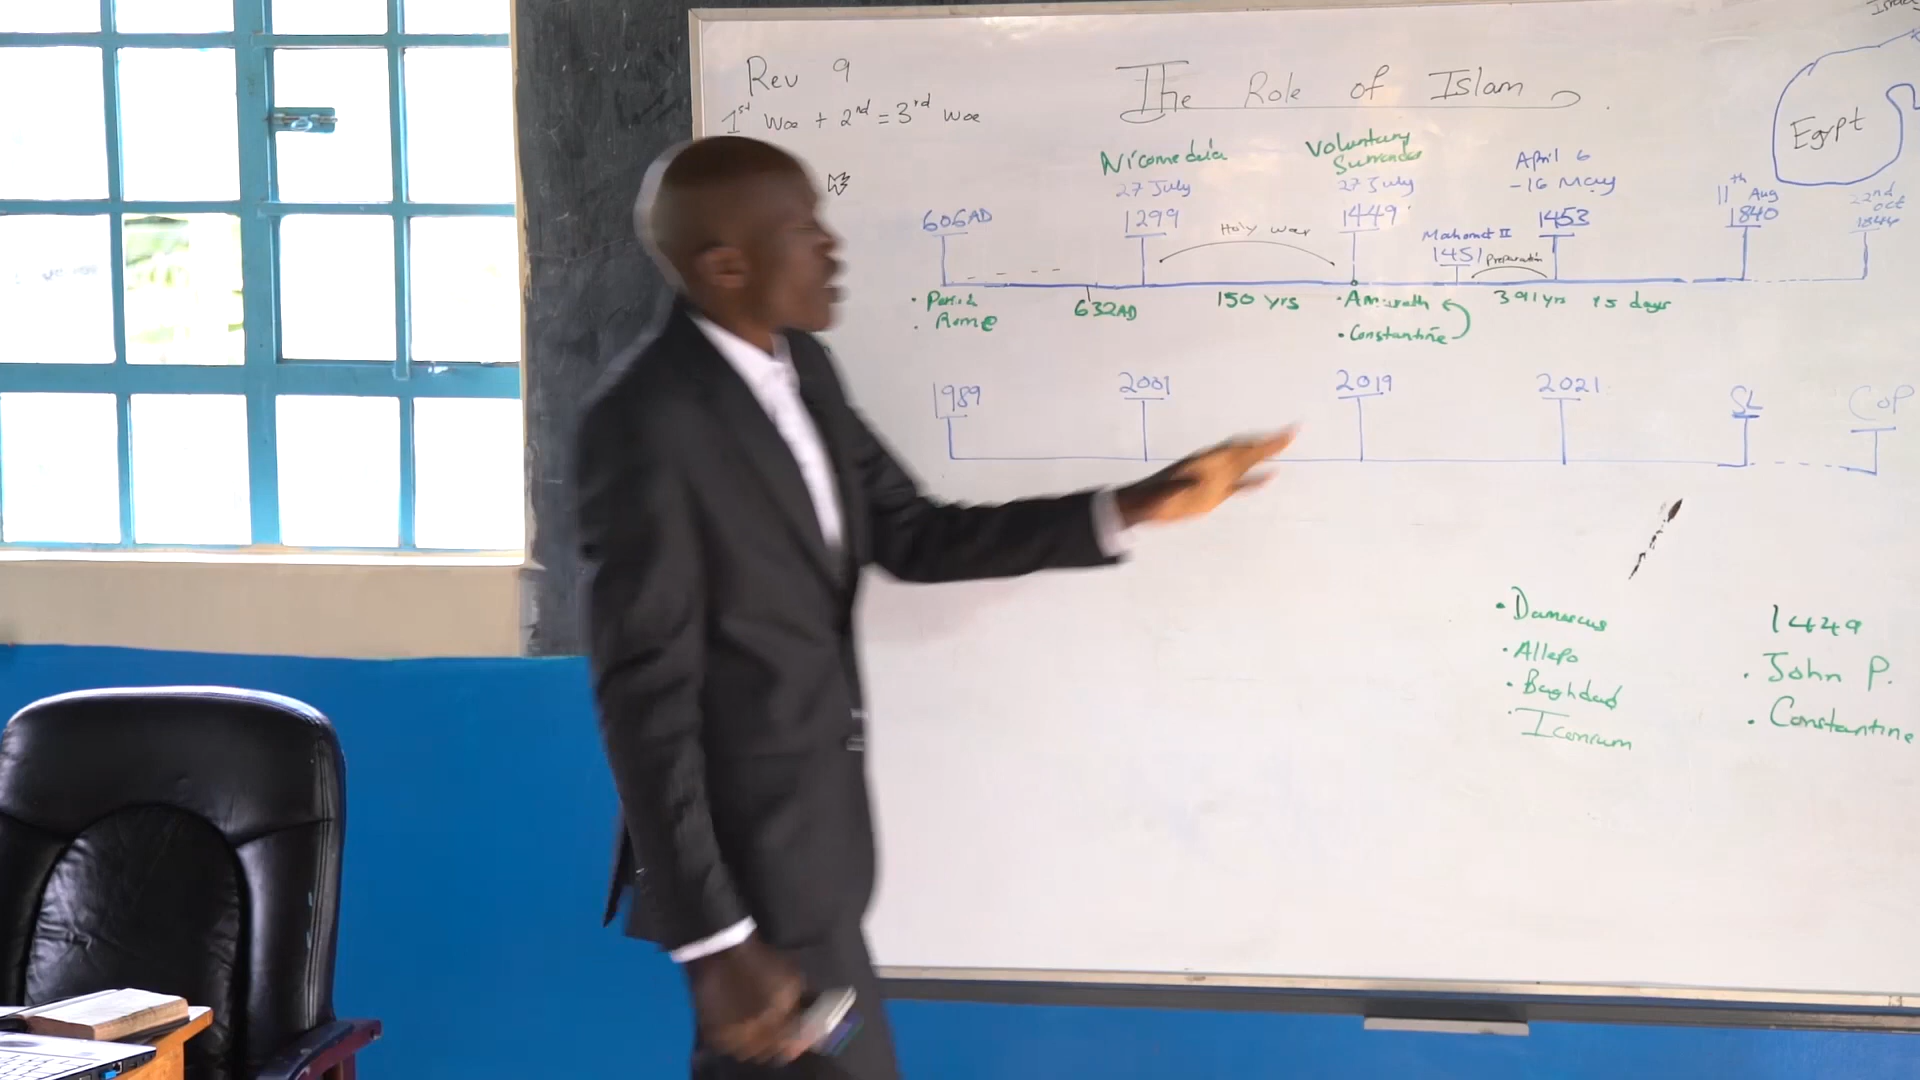 Rev 9
1st Woe + 2nd = 3rd woe
The Role of Islam
Egypt
Nicomedia
27 July
1299
Voluntary
Surrender
27 July
1449
April 6
- 16 May
1453
11th Aug
1840
22nd Oct
1844
606AD
Holy war
Mahomet II
1451
Preparation
• Persia
• Rome
632AD
150 yrs
• Amurath
• Constantine
391yrs 15 days
1989
2001
2019
2021
SL
CoP
• Damascus
• Allepo
• Baghdad
• Iconium
1449
• John P.
• Constantine